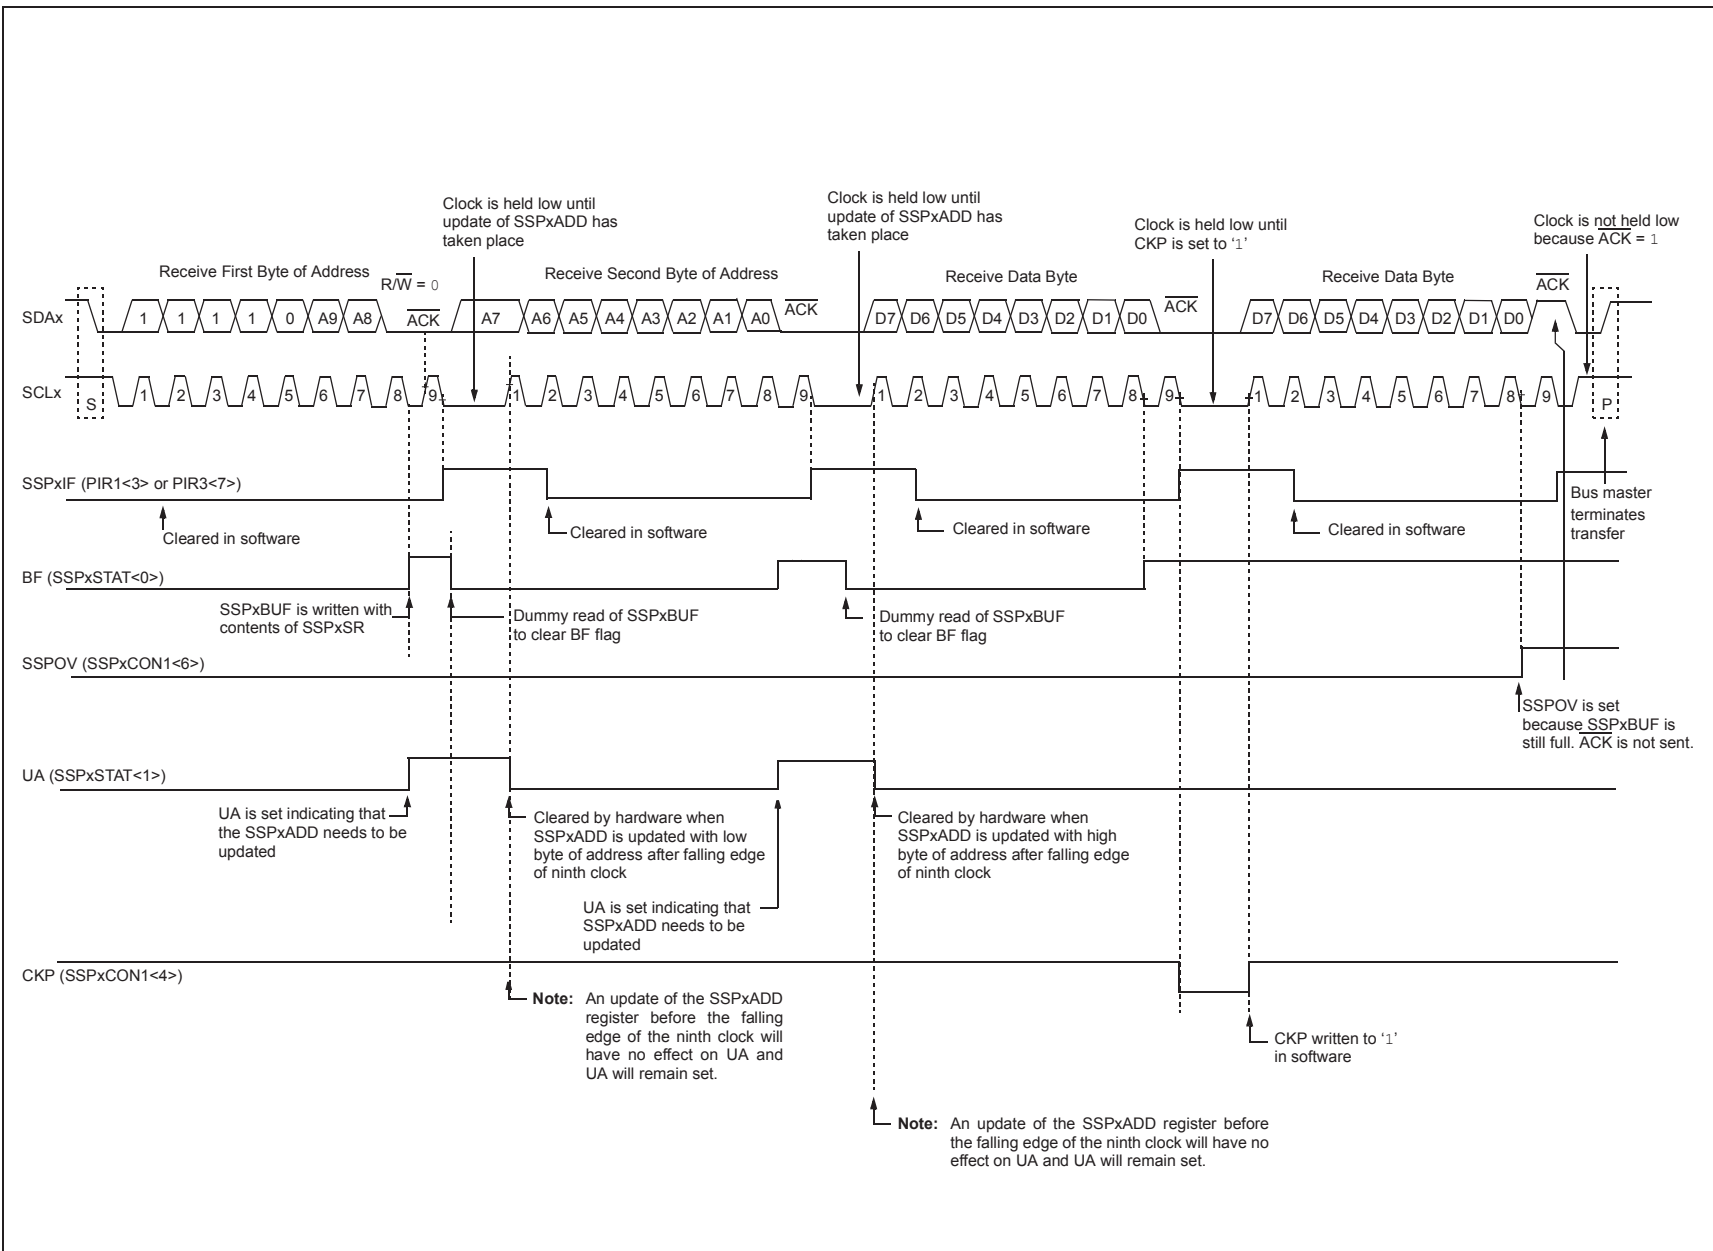 Clock is held low until
update of SSPxADD has
taken place
Clock is held low until
update of SSPxADD has
taken place
Clock is held low until
CKP is set to ‘1’
Clock is not held low
because ACK = 1
Receive First Byte of Address
R/W = 0
Receive Second Byte of Address
Receive Data Byte
Receive Data Byte
SDAx
1 1 1 1 0 A9 A8 ACK A7 A6 A5 A4 A3 A2 A1 A0 ACK D7 D6 D5 D4 D3 D2 D1 D0 ACK D7 D6 D5 D4 D3 D2 D1 D0 ACK
SCLx
S 1 2 3 4 5 6 7 8 9 1 2 3 4 5 6 7 8 9 1 2 3 4 5 6 7 8 9 1 2 3 4 5 6 7 8 9 P
SSPxIF (PIR1<3> or PIR3<7>)
Cleared in software
Cleared in software
Cleared in software
Cleared in software
Bus master
terminates
transfer
BF (SSPxSTAT<0>)
SSPxBUF is written with
contents of SSPxSR
Dummy read of SSPxBUF
to clear BF flag
Dummy read of SSPxBUF
to clear BF flag
SSPOV (SSPxCON1<6>)
SSPOV is set
because SSPxBUF is
still full. ACK is not sent.
UA (SSPxSTAT<1>)
UA is set indicating that
the SSPxADD needs to be
updated
Cleared by hardware when
SSPxADD is updated with low
byte of address after falling edge
of ninth clock
UA is set indicating that
SSPxADD needs to be
updated
Cleared by hardware when
SSPxADD is updated with high
byte of address after falling edge
of ninth clock
CKP (SSPxCON1<4>)
Note: An update of the SSPxADD
register before the falling
edge of the ninth clock will
have no effect on UA and
UA will remain set.
CKP written to ‘1’
in software
Note: An update of the SSPxADD register before
the falling edge of the ninth clock will have no
effect on UA and UA will remain set.